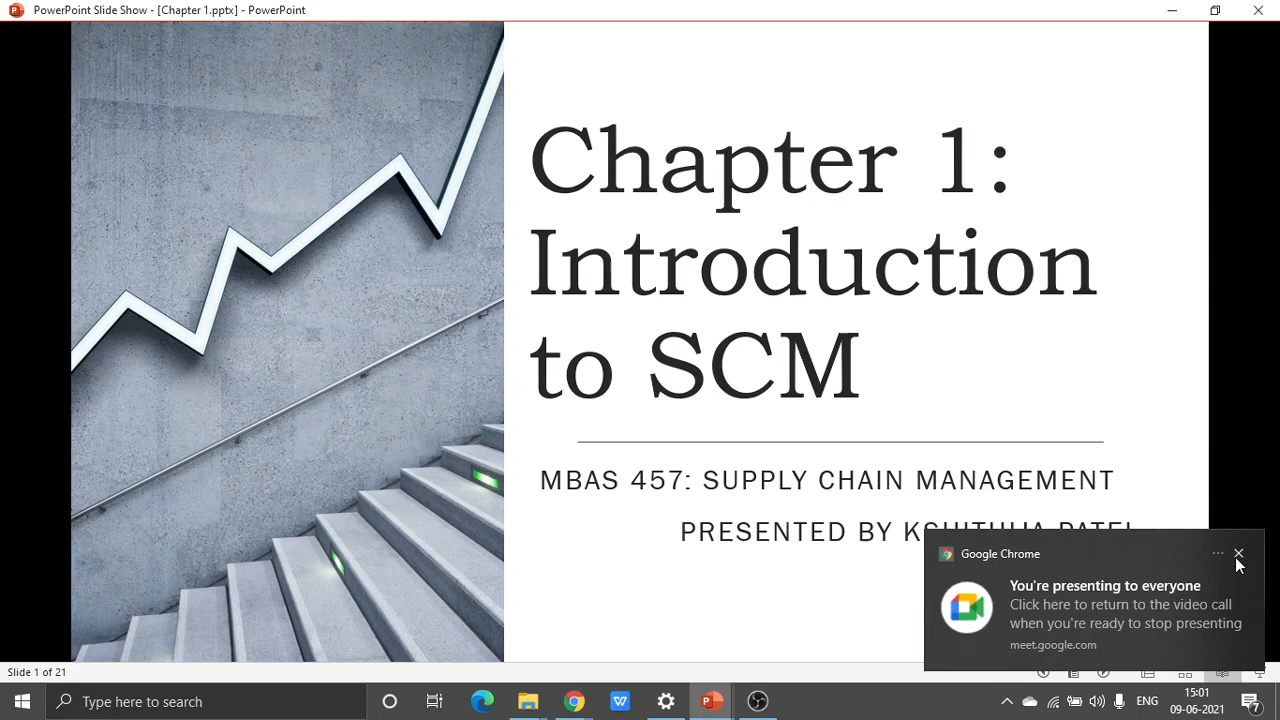 PowerPoint Slide Show - [Chapter 1.pptx] - PowerPoint
Chapter 1:
Introduction
to SCM
MBAS 457: SUPPLY CHAIN MANAGEMENT
PRESENTED BY
Google Chrome
You're presenting to everyone
Click here to return to the video call
when you're ready to stop presenting
meet.google.com
Slide 1 of 21
Type here to search
ENG
15:01
09-06-2021
7